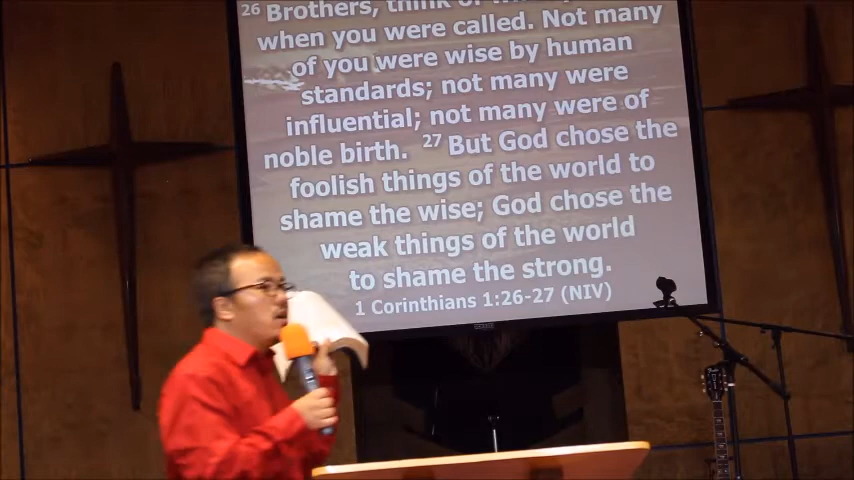 26 Brothers, think of what
when you were called. Not many
of you were wise by human
standards; not many were
influential; not many were of
noble birth. 27 But God chose the
foolish things of the world to
shame the wise; God chose the
weak things of the world
to shame the strong.
1 Corinthians 1:26-27 (NIV)